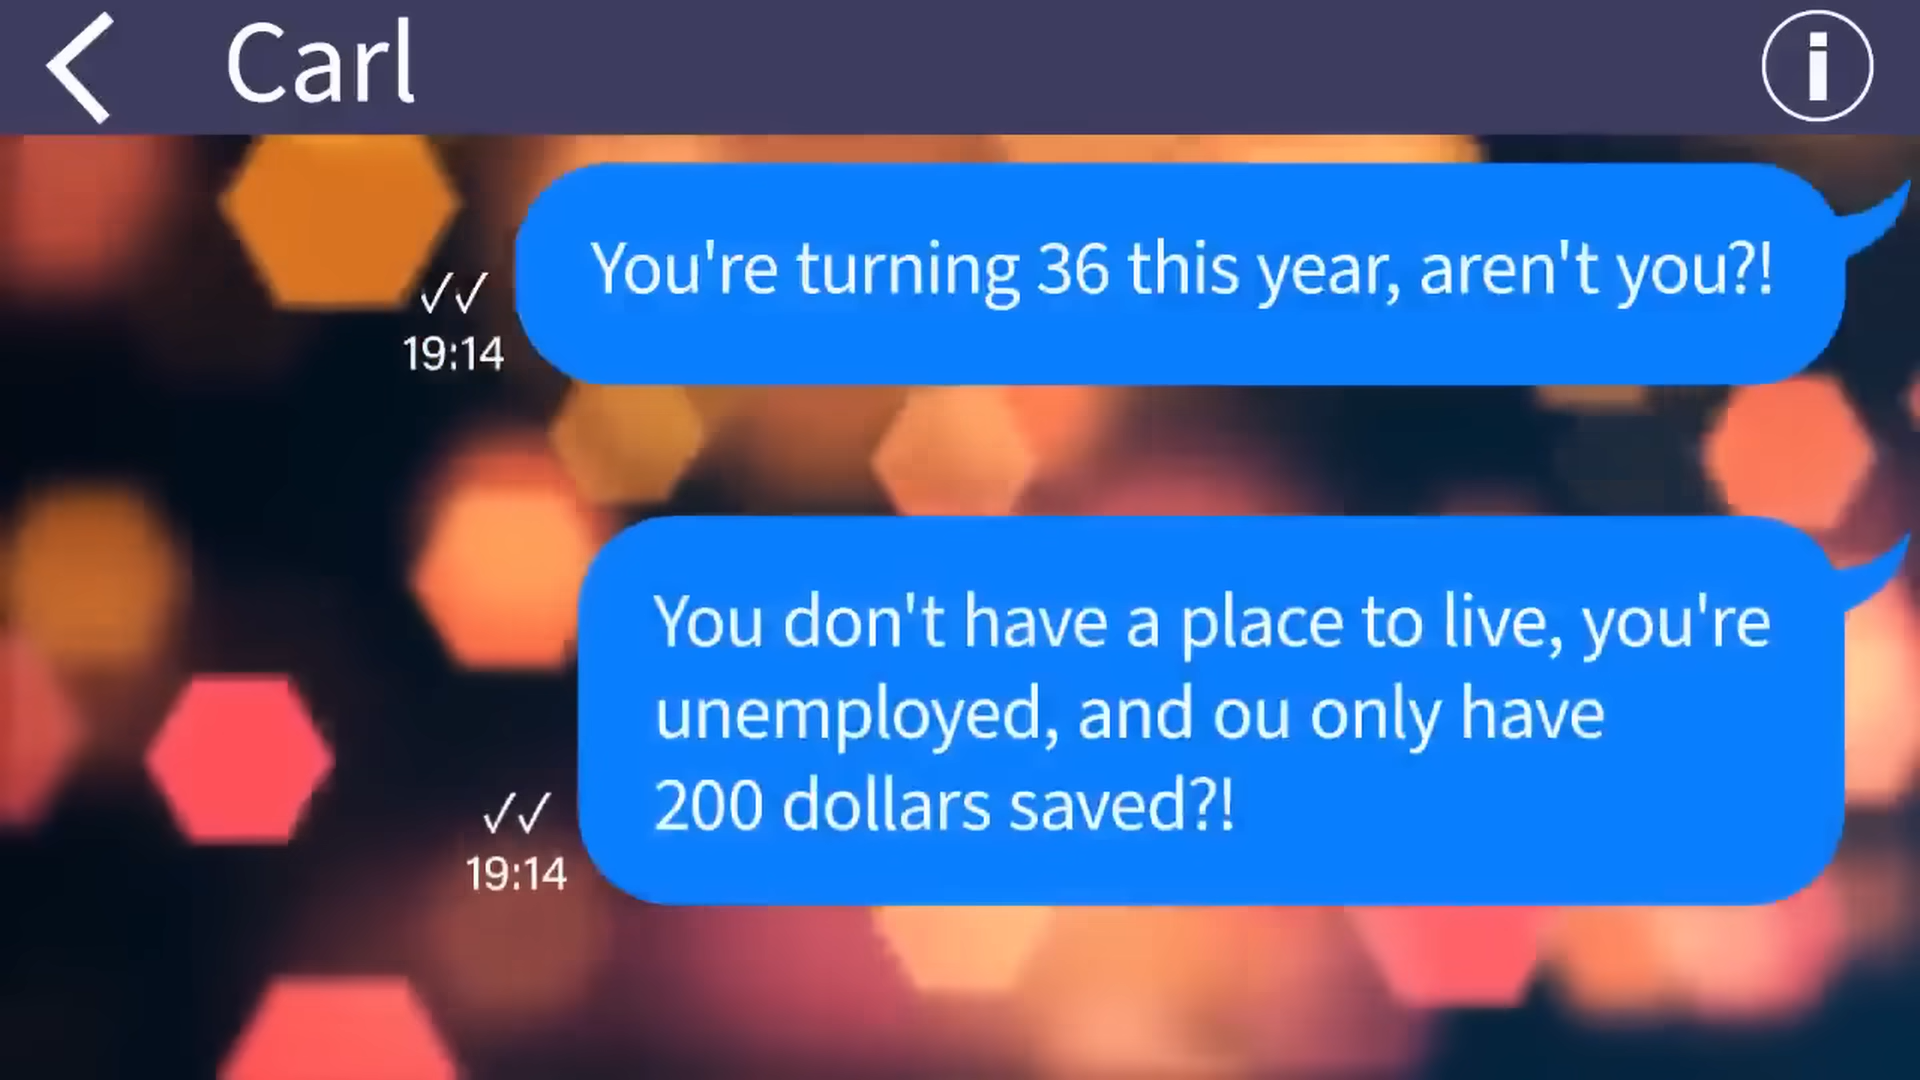 Carl
You're turning 36 this year, aren't you?!
✓✓
19:14
You don't have a place to live, you're
unemployed, and ou only have
200 dollars saved?!
✓✓
19:14